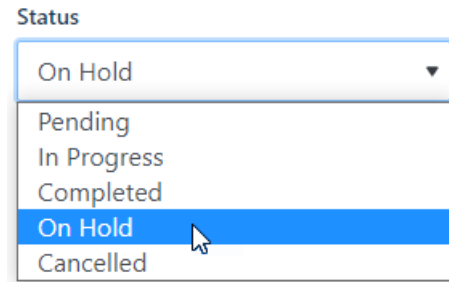 Status
On Hold
Pending
In Progress
Completed
On Hold
Cancelled